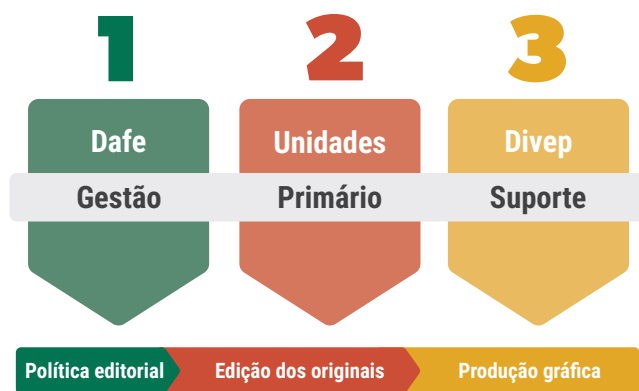 1 2 3
Dafe Unidades Divep
Gestão Primário Suporte
Política editorial Edição dos originais Produção gráfica